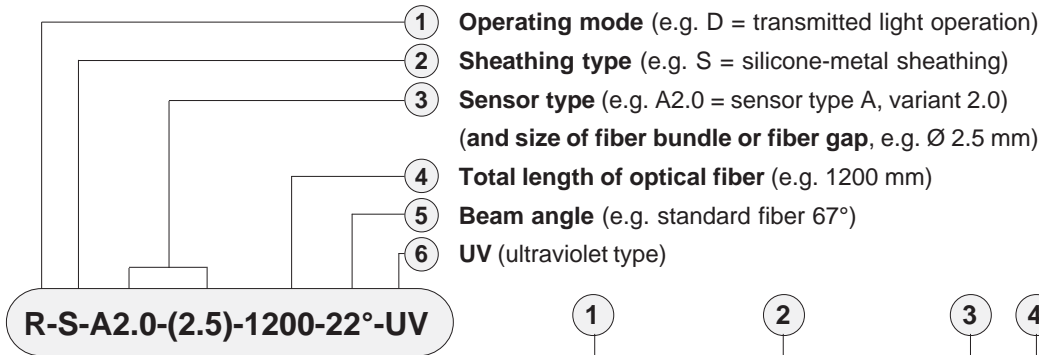 1 Operating mode (e.g. D = transmitted light operation)
2 Sheathing type (e.g. S = silicone-metal sheathing)
3 Sensor type (e.g. A2.0 = sensor type A, variant 2.0)
(and size of fiber bundle or fiber gap, e.g. Ø 2.5 mm)
4 Total length of optical fiber (e.g. 1200 mm)
5 Beam angle (e.g. standard fiber 67°)
6 UV (ultraviolet type)
R-S-A2.0-(2.5)-1200-22°-UV
1 2 3 4